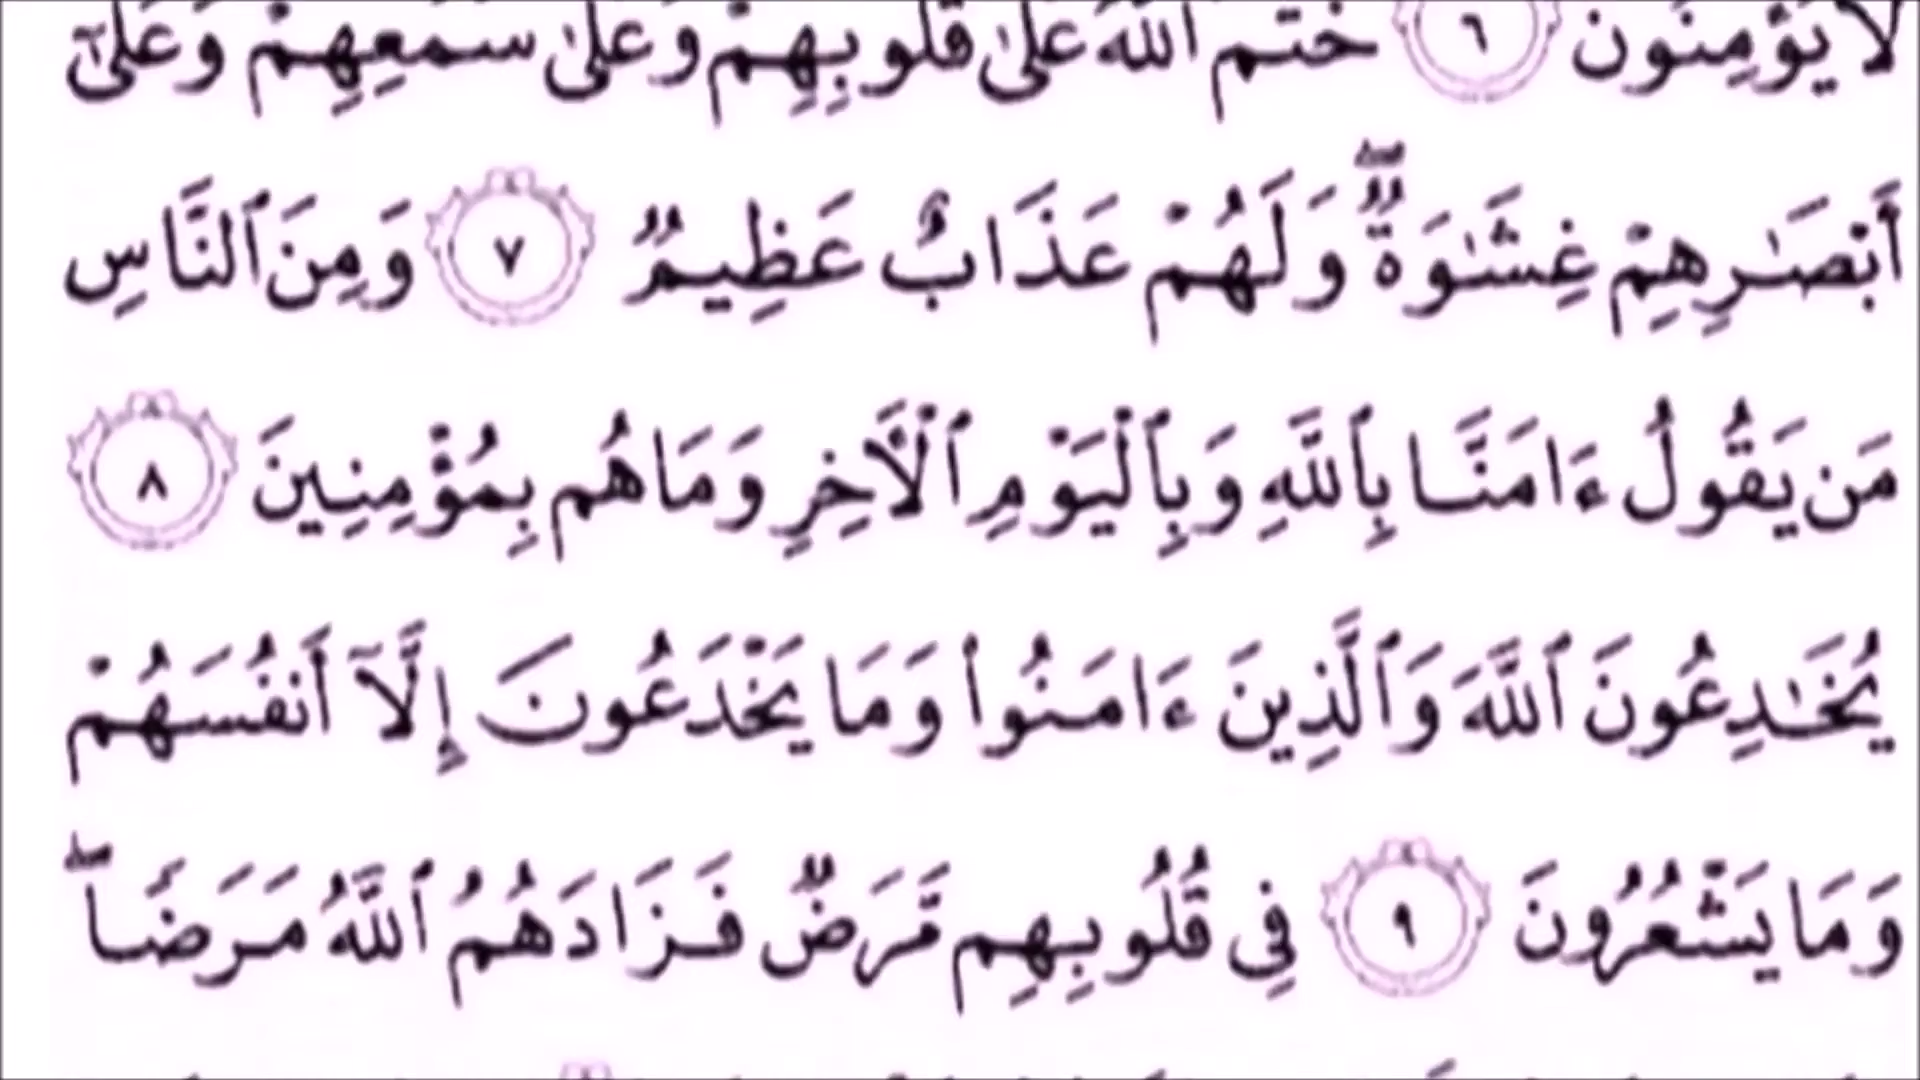 لَا يُؤْمِنُونَ ٦ خَتَمَ ٱللَّهُ عَلَىٰ قُلُوبِهِمْ وَعَلَىٰ سَمْعِهِمْ وَعَلَىٰٓ
أَبْصَـٰرِهِمْ غِشَـٰوَةٌۖ وَلَهُمْ عَذَابٌ عَظِيمٌ ٧ وَمِنَ ٱلنَّاسِ
مَن يَقُولُ ءَامَنَّا بِٱللَّهِ وَبِٱلْيَوْمِ ٱلْأَخِرِ وَمَا هُم بِمُؤْمِنِينَ ٨
يُخَـٰدِعُونَ ٱللَّهَ وَٱلَّذِينَ ءَامَنُوا۟ وَمَا يَخْدَعُونَ إِلَّآ أَنفُسَهُمْ
وَمَا يَشْعُرُونَ ٩ فِى قُلُوبِهِم مَّرَضٌ فَزَادَهُمُ ٱللَّهُ مَرَضًاۖ